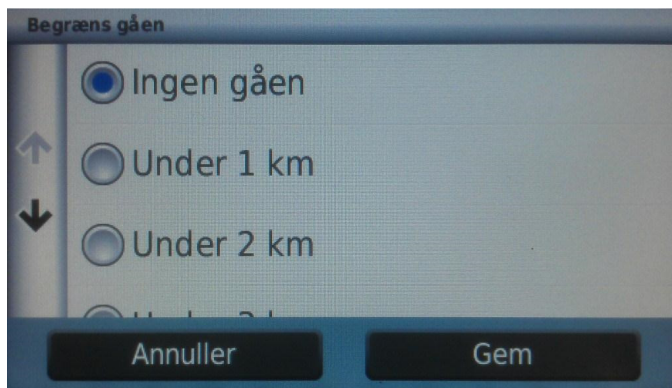 Begræns gåen
Ingen gåen
Under 1 km
Under 2 km
Annuller
Gem